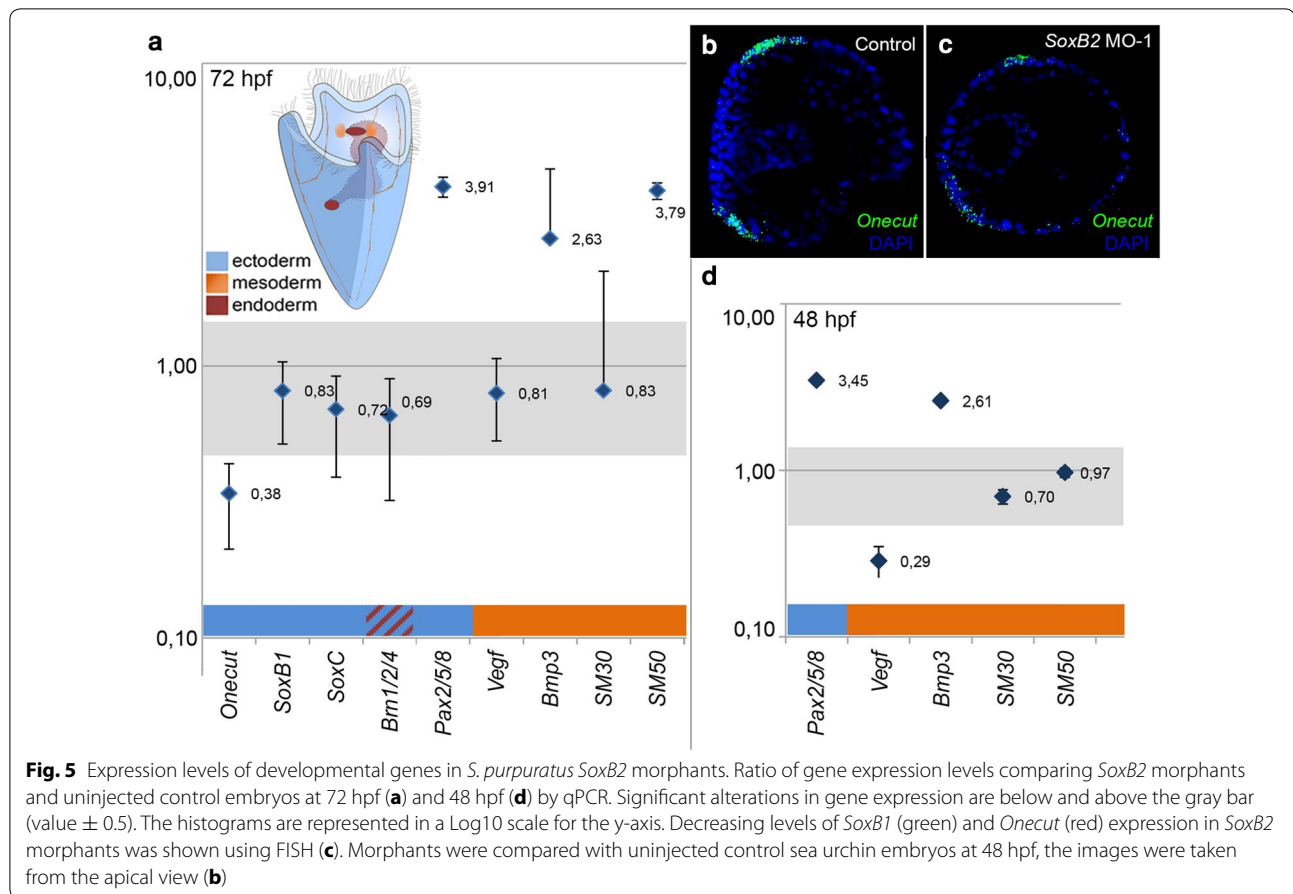 a
72 hpf
10,00
1,00
0,10
ectoderm
mesoderm
endoderm
0,38
0,83
0,72
0,69
3,91
0,81
2,63
0,83
3,79
Onecut
SoxB1
SoxC
Brn1/2/4
Pax2/5/8
Vegf
Bmp3
SM30
SM50
b
Control
Onecut
DAPI
c
SoxB2 MO-1
Onecut
DAPI
d
48 hpf
10,00
1,00
0,10
3,45
0,29
2,61
0,70
0,97
Pax2/5/8
Vegf
Bmp3
SM30
SM50
Fig. 5 Expression levels of developmental genes in S. purpuratus SoxB2 morphants. Ratio of gene expression levels comparing SoxB2 morphants
and uninjected control embryos at 72 hpf (a) and 48 hpf (d) by qPCR. Significant alterations in gene expression are below and above the gray bar
(value ± 0.5). The histograms are represented in a Log10 scale for the y-axis. Decreasing levels of SoxB1 (green) and Onecut (red) expression in SoxB2
morphants was shown using FISH (c). Morphants were compared with uninjected control sea urchin embryos at 48 hpf, the images were taken
from the apical view (b)